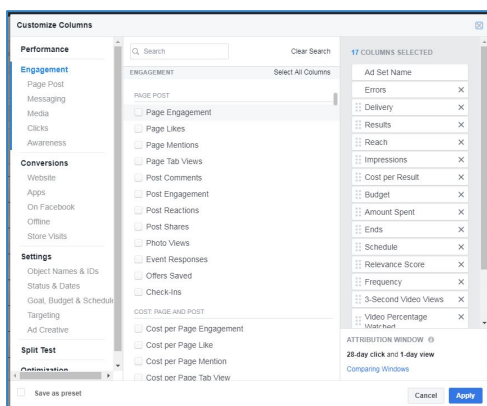 Customize Columns
Performance
Engagement
Page Post
Messaging
Media
Clicks
Awareness
Conversions
Website
Apps
On Facebook
Offline
Store Visits
Settings
Object Names & IDs
Status & Dates
Goal, Budget & Schedule
Targeting
Ad Creative
Split Test
Optimization
Search
Clear Search
ENGAGEMENT
Select All Columns
PAGE POST
Page Engagement
Page Likes
Page Mentions
Page Tab Views
Post Comments
Post Engagement
Post Reactions
Post Shares
Photo Views
Event Responses
Offers Saved
Check-Ins
COST: PAGE AND POST
Cost per Page Engagement
Cost per Page Like
Cost per Page Mention
Cost per Page Tab View
17 COLUMNS SELECTED
Ad Set Name
Errors
Delivery
Results
Reach
Impressions
Cost per Result
Budget
Amount Spent
Ends
Schedule
Relevance Score
Frequency
3-Second Video Views
Video Percentage
Watched
ATTRIBUTION WINDOW
28-day click and 1-day view
Comparing Windows
Save as preset
Cancel
Apply